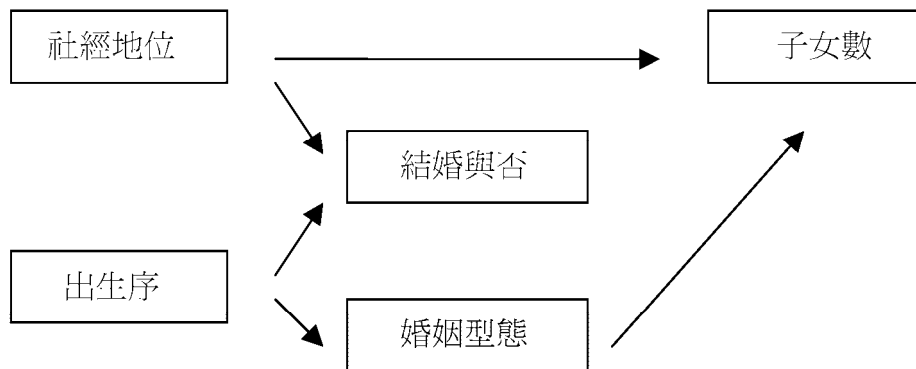 社經地位
子女數
結婚與否
出生序
婚姻型態